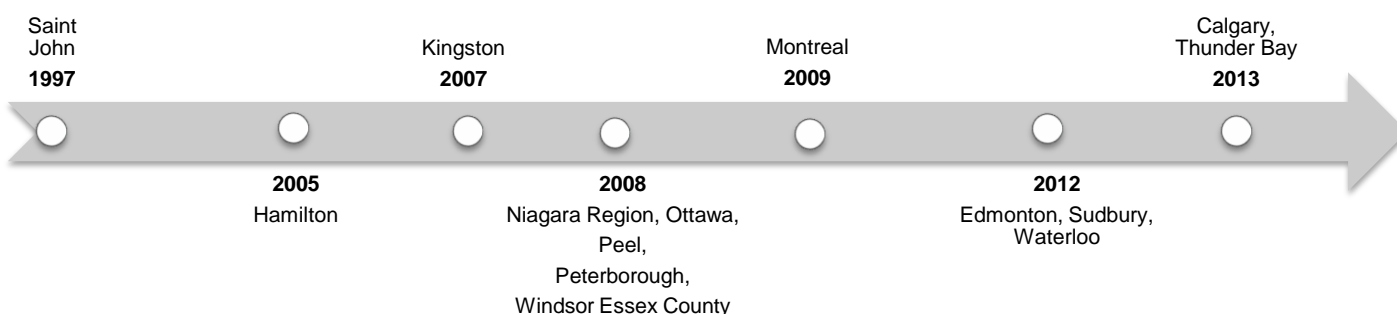 Saint
John
1997
2005
Hamilton
Kingston
2007
2008
Niagara Region, Ottawa,
Peel,
Peterborough,
Windsor Essex County
Montreal
2009
2012
Edmonton, Sudbury,
Waterloo
Calgary,
Thunder Bay
2013